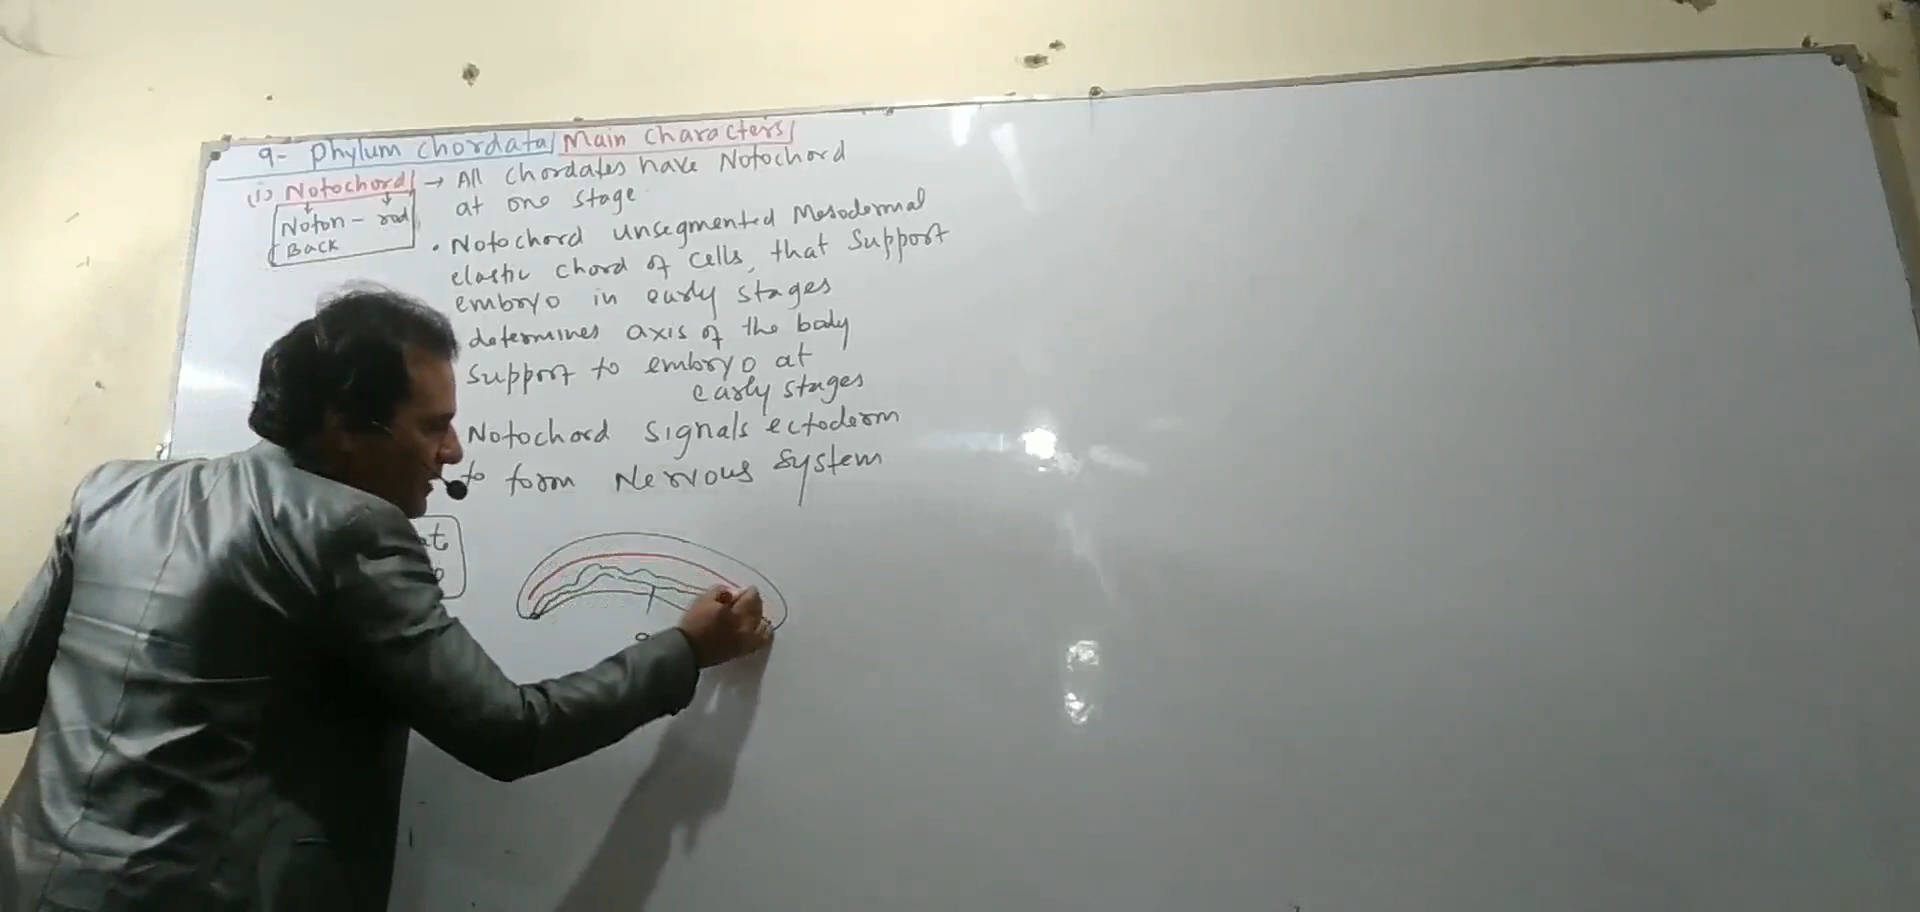 9- Phylum chordata/Main Characters/
(i) Notochord/ → All chordates have Notochord
at one stage
Noton - rod
Back
• Notochord unsegmented Mesodermal
elastic chord of cells, that support
embryo in early stages
determines axis of the body
support to embryo at
early stages
Notochord signals ectoderm
to form Nervous system